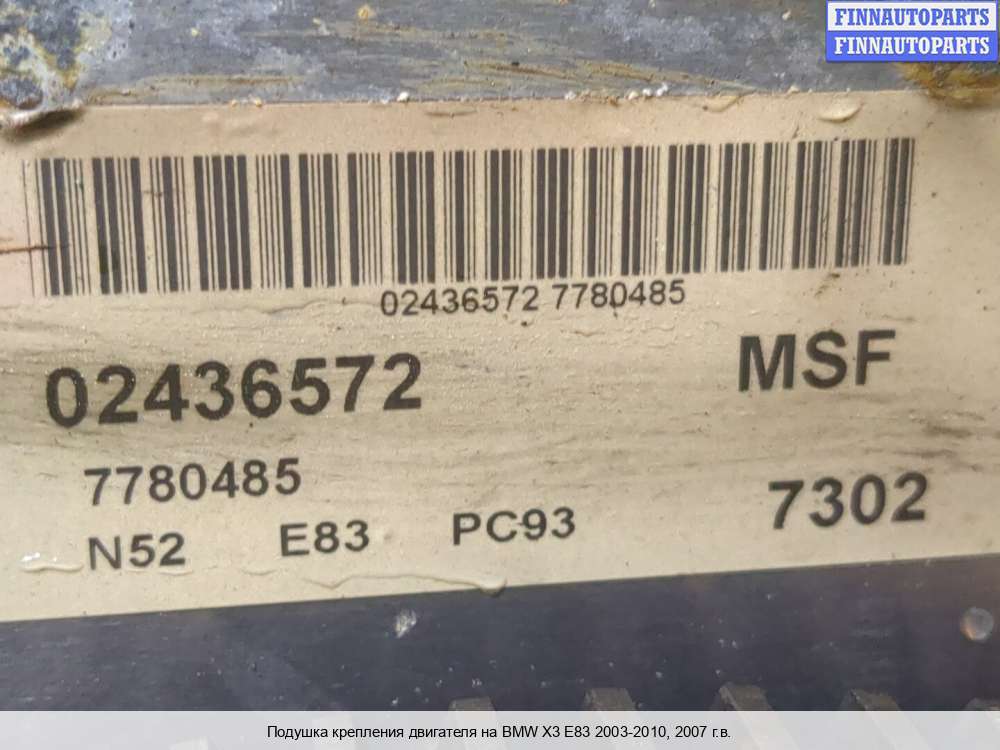 FINNAUTOPARTS
FINNAUTOPARTS
02436572 7780485
02436572 MSF
7780485 7302
N52 E83 PC93
Подушка крепления двигателя на BMW X3 E83 2003-2010, 2007 г.в.